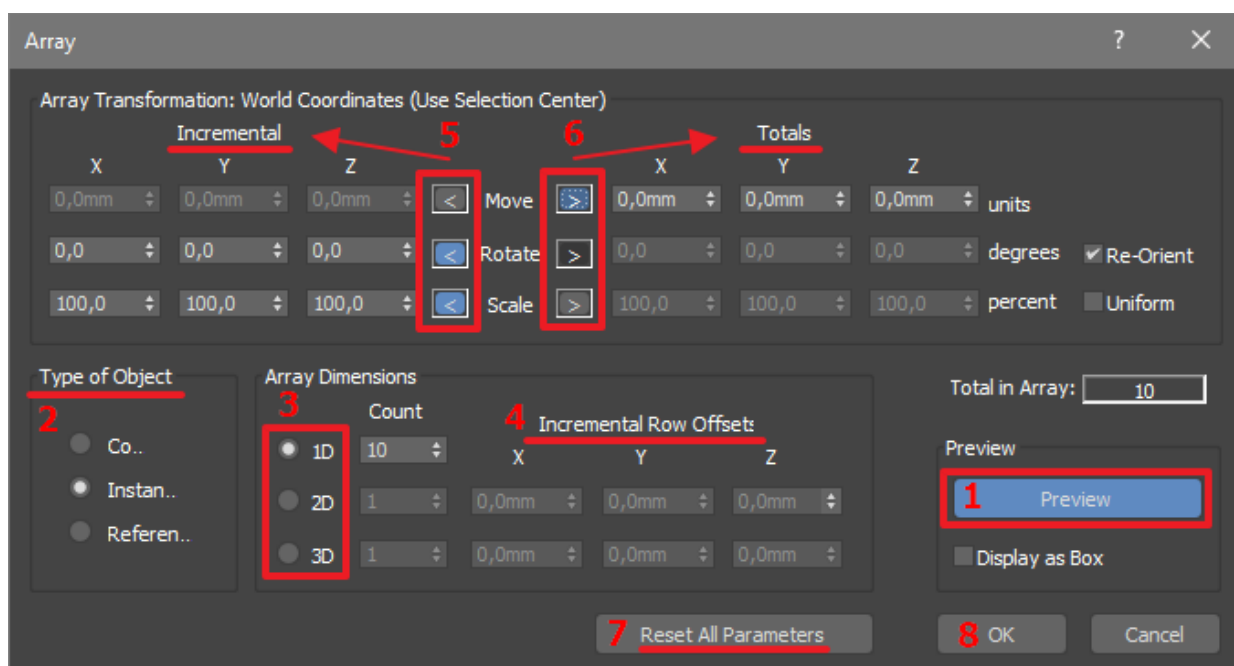 Array ? ×
Array Transformation: World Coordinates (Use Selection Center)
Incremental 5 6 Totals
X Y Z X Y Z
0,0mm 0,0mm 0,0mm < Move > 0,0mm 0,0mm 0,0mm units
0,0 0,0 0,0 < Rotate > 0,0 0,0 0,0 degrees Re-Orient
100,0 100,0 100,0 < Scale > 100,0 100,0 100,0 percent Uniform
Type of Object
2
Co..
Instan..
Referen..
Array Dimensions
3 Count 4 Incremental Row Offsets
1D 10 X Y Z
2D 1 0,0mm 0,0mm 0,0mm
3D 1 0,0mm 0,0mm 0,0mm
Total in Array: 10
Preview
1 Preview
Display as Box
7 Reset All Parameters 8 OK Cancel